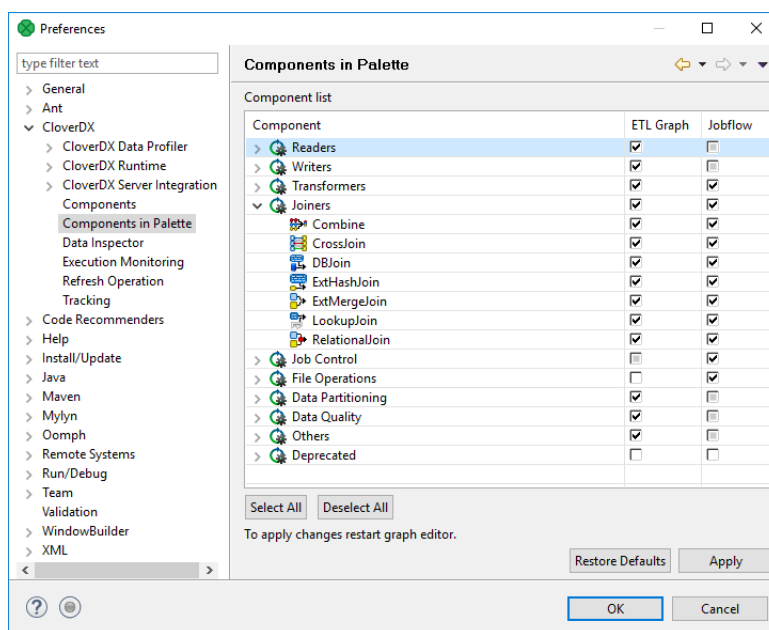 Preferences
type filter text
General
Ant
CloverDX
CloverDX Data Profiler
CloverDX Runtime
CloverDX Server Integration
Components
Components in Palette
Data Inspector
Execution Monitoring
Refresh Operation
Tracking
Code Recommenders
Help
Install/Update
Java
Maven
Mylyn
Oomph
Remote Systems
Run/Debug
Team
Validation
WindowBuilder
XML
Components in Palette
Component list
Component ETL Graph Jobflow
Readers
Writers
Transformers
Joiners
Combine
CrossJoin
DBJoin
ExtHashJoin
ExtMergeJoin
LookupJoin
RelationalJoin
Job Control
File Operations
Data Partitioning
Data Quality
Others
Deprecated
Select All Deselect All
To apply changes restart graph editor.
Restore Defaults Apply
OK Cancel